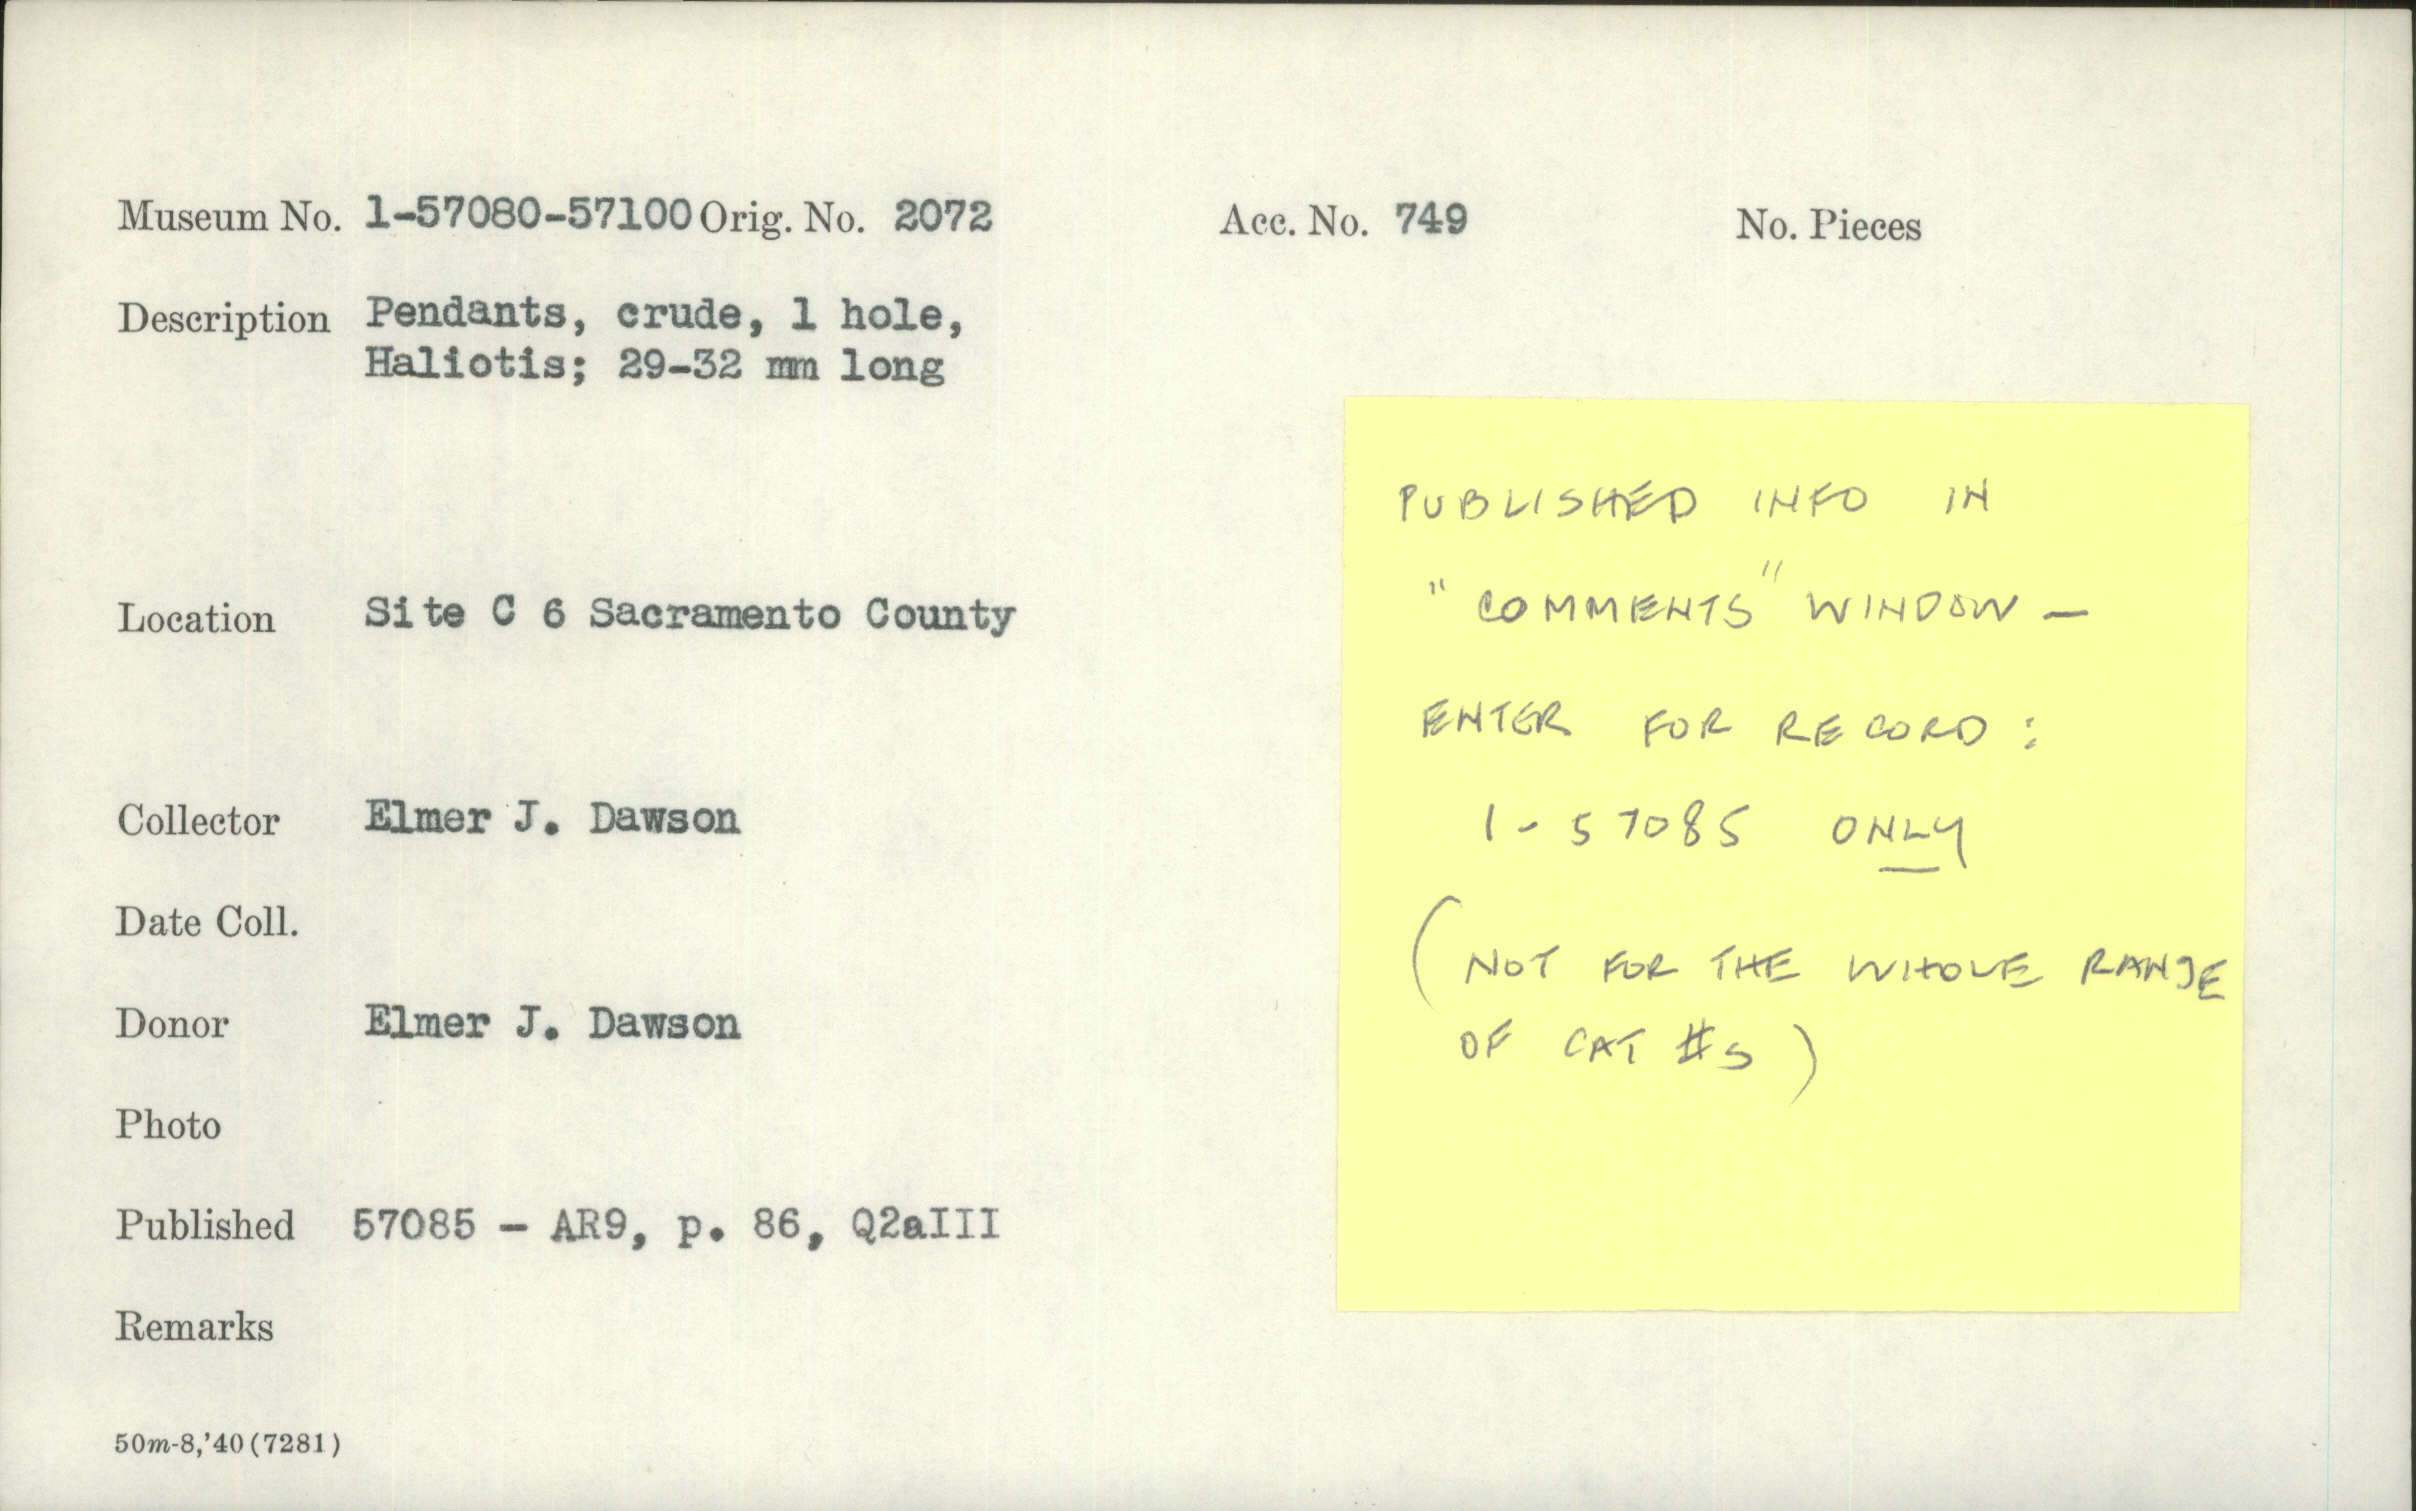 Museum No. 1-57080-57100 Orig. No. 2072 Acc. No. 749 No. Pieces
Description Pendants, crude, 1 hole,
Haliotis; 29-32 mm long
Location Site C 6 Sacramento County
Collector Elmer J. Dawson
Date Coll.
Donor Elmer J. Dawson
Photo
Published 57085 - AR9, p. 86, Q2aIII
Remarks
50m-8,'40(7281)
PUBLISHED INFO IN
"COMMENTS" WINDOW -
ENTER FOR RECORD:
1-57085 ONLY
(NOT FOR THE WHOLE RANGE
OF CAT #S)